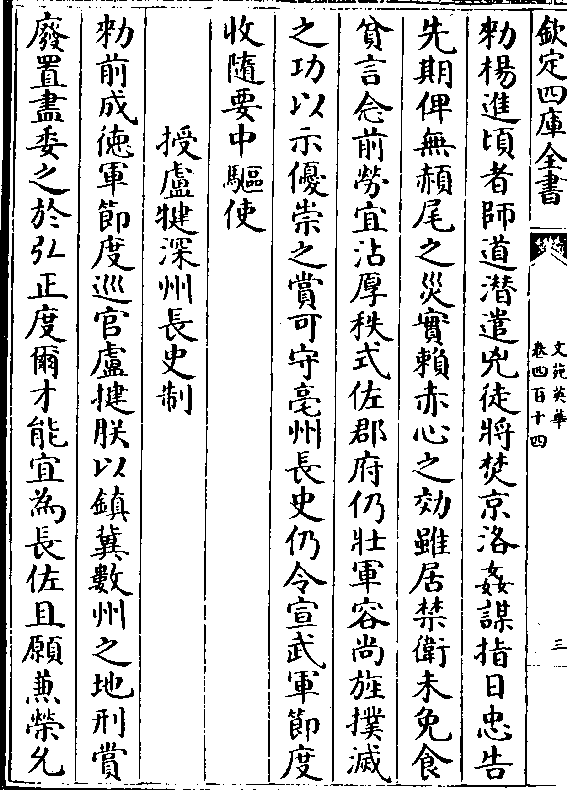 欽定四庫全書
文苑英華
卷四百十四
三
勑楊進頃者師道潜遣兇徒將焚京洛姦謀指日忠告
先期俾無赬尾之災實賴赤心之効雖居禁衛未免食
貧言念前勞宜沾厚秩式佐郡府仍壯軍容尚旌撲滅
之功以示優崇之賞可守亳州長史仍令宣武軍節度
收隨要中驅使
授盧犍深州長史制
勑前成徳軍節度巡官盧揵朕以鎮冀數州之地刑賞
廢置盡委之於弘正度爾才能宜為長佐且願兼榮允